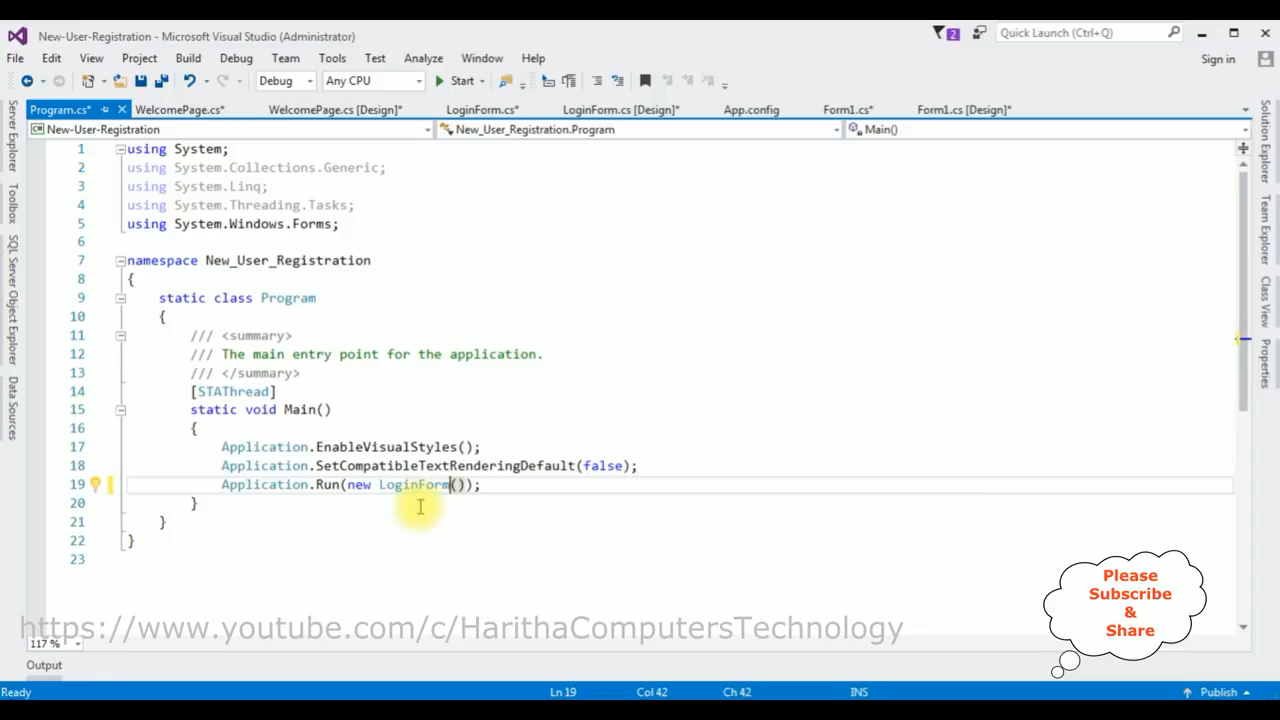 New-User-Registration - Microsoft Visual Studio (Administrator)
2
Quick Launch (Ctrl+Q)
File Edit View Project Build Debug Team Tools Test Analyze Window Help
Sign in
Debug Any CPU Start
Program.cs* WelcomePage.cs* WelcomePage.cs [Design]* LoginForm.cs* LoginForm.cs [Design]* App.config Form1.cs* Form1.cs [Design]*
New-User-Registration New_User_Registration.Program Main()
Server Explorer
Toolbox
SQL Server Object Explorer
Data Sources
1 using System;
2 using System.Collections.Generic;
3 using System.Linq;
4 using System.Threading.Tasks;
5 using System.Windows.Forms;
6
7 namespace New_User_Registration
8 {
9 static class Program
10 {
11 /// <summary>
12 /// The main entry point for the application.
13 /// </summary>
14 [STAThread]
15 static void Main()
16 {
17 Application.EnableVisualStyles();
18 Application.SetCompatibleTextRenderingDefault(false);
19 Application.Run(new LoginForm());
20 }
21 }
22 }
23
Solution Explorer
Team Explorer
Class View
Properties
Please
Subscribe
&
Share
https://www.youtube.com/c/HarithaComputersTechnology
117 %
Output
Ready Ln 19 Col 42 Ch 42 INS Publish